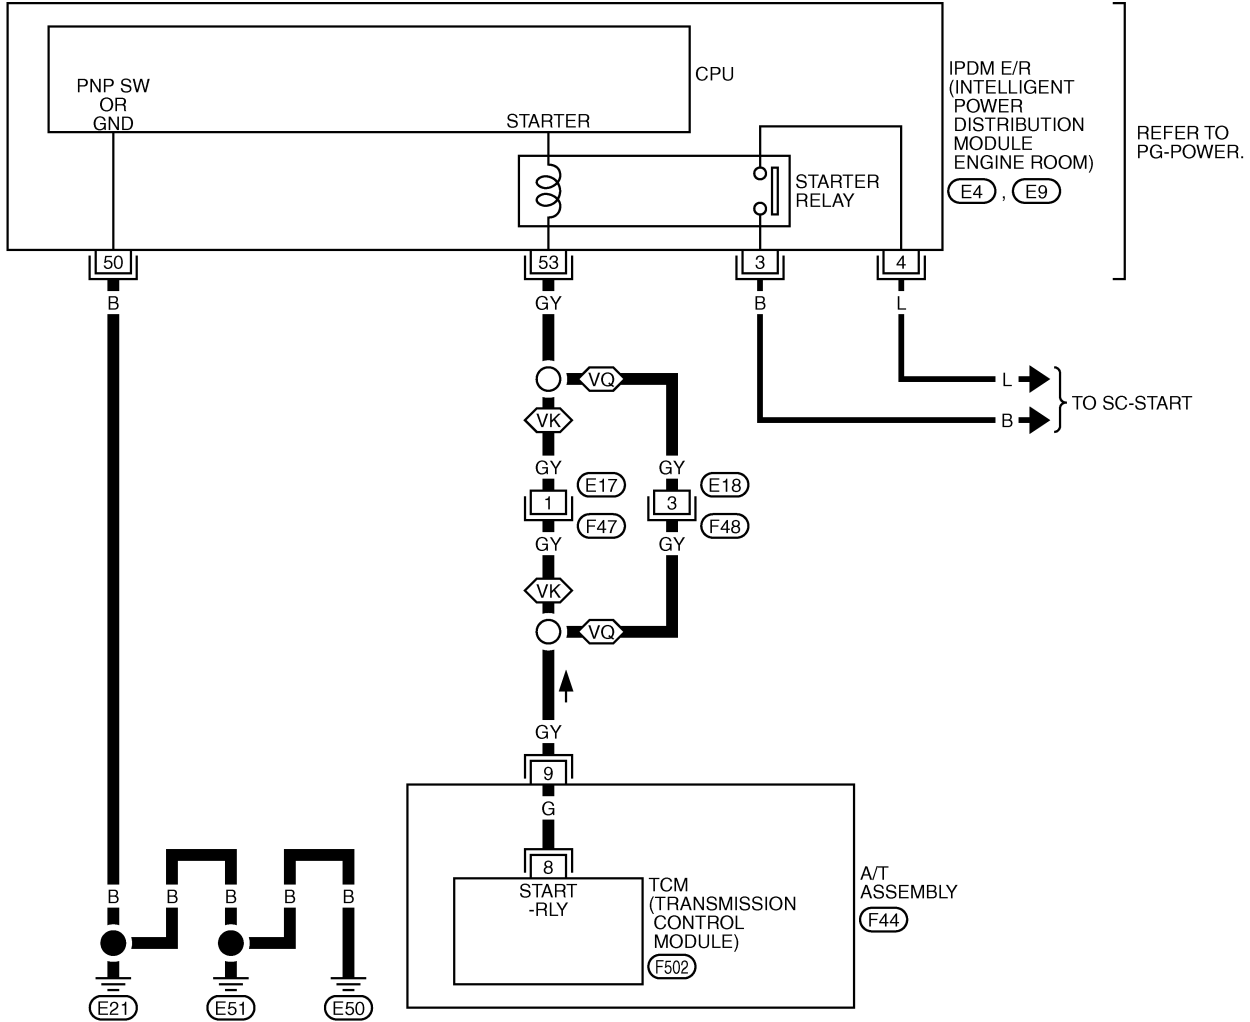 CPU
PNP SW
OR
GND
STARTER
IPDM E/R
(INTELLIGENT
POWER
DISTRIBUTION
MODULE
ENGINE ROOM)
E4 , E9
REFER TO
PG-POWER.
STARTER
RELAY
50
53
3
4
B
GY
B
L
VQ
L
TO SC-START
B
VK
GY
GY
E17
E18
1
3
F47
F48
GY
GY
VK
VQ
GY
9
G
8
START
-RLY
TCM
(TRANSMISSION
CONTROL
MODULE)
F502
A/T
ASSEMBLY
F44
B
B
B
B
B
E21
E51
E50